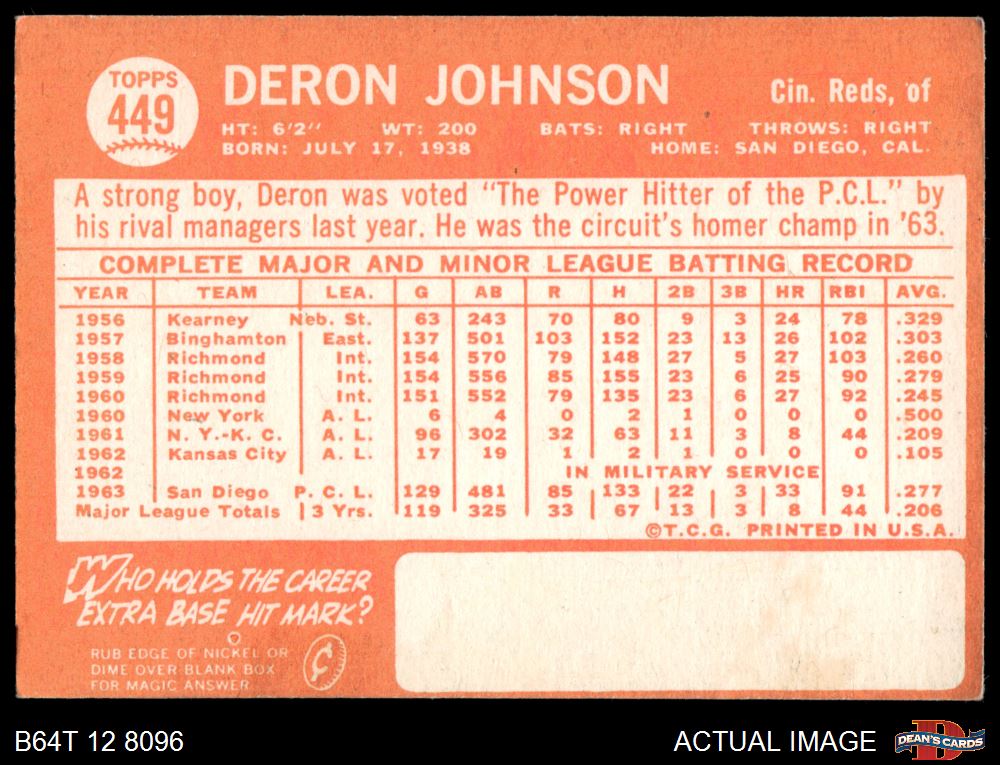 TOPPS
449
DERON JOHNSON
Cin. Reds, of
HT: 6'2" WT: 200 BATS: RIGHT THROWS: RIGHT
BORN: JULY 17, 1938 HOME: SAN DIEGO, CAL.
A strong boy, Deron was voted "The Power Hitter of the P.C.L." by
his rival managers last year. He was the circuit's homer champ in '63.
COMPLETE MAJOR AND MINOR LEAGUE BATTING RECORD
YEAR TEAM LEA. G AB R H 2B 3B HR RBI AVG.
1956 Kearney Neb. St. 63 243 70 80 9 3 24 78 .329
1957 Binghamton East. 137 501 103 152 23 13 26 102 .303
1958 Richmond Int. 154 570 79 148 27 5 27 103 .260
1959 Richmond Int. 154 556 85 155 23 6 25 90 .279
1960 Richmond Int. 151 552 79 135 23 6 27 92 .245
1960 New York A. L. 6 4 0 2 1 0 0 0 .500
1961 N. Y.-K. C. A. L. 96 302 32 63 11 3 8 44 .209
1962 Kansas City A. L. 17 19 1 2 1 0 0 0 .105
1962 IN MILITARY SERVICE
1963 San Diego P. C. L. 129 481 85 133 22 3 33 91 .277
Major League Totals 3 Yrs. 119 325 33 67 13 3 8 44 .206
©T.C.G. PRINTED IN U.S.A.
WHO HOLDS THE CAREER
EXTRA BASE HIT MARK?
RUB EDGE OF NICKEL OR
DIME OVER BLANK BOX
FOR MAGIC ANSWER
¢
B64T 12 8096
ACTUAL IMAGE
DEAN'S CARDS